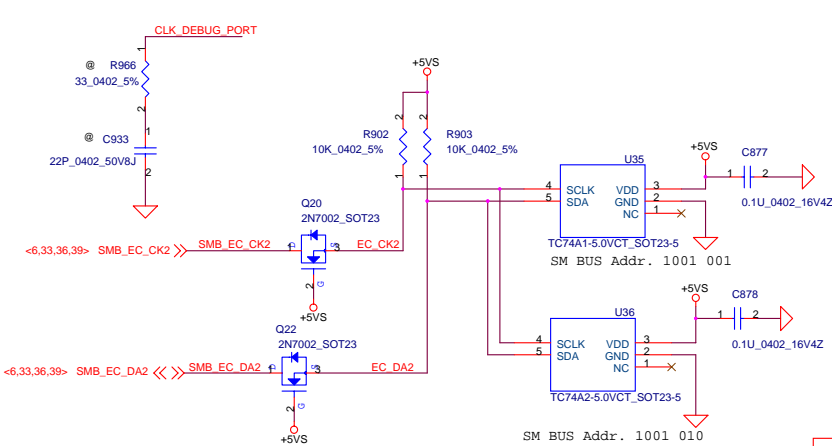 CLK_DEBUG_PORT
1
@ R966
33_0402_5%
2
@ C933
1
22P_0402_50V8J
2
+5VS
2 2
R902 R903
10K_0402_5% 10K_0402_5%
1 1
U35
4 SCLK VDD 3
5 SDA GND 2
NC 1
TC74A1-5.0VCT_SOT23-5
SM BUS Addr. 1001 001
+5VS
C877
1 2
0.1U_0402_16V4Z
Q20
2N7002_SOT23
<6,33,36,39> SMB_EC_CK2 SMB_EC_CK2 1 D S 3 EC_CK2
2 G
+5VS
Q22
2N7002_SOT23
<6,33,36,39> SMB_EC_DA2 SMB_EC_DA2 1 D S 3 EC_DA2
2 G
+5VS
U36
4 SCLK VDD 3
5 SDA GND 2
NC 1
TC74A2-5.0VCT_SOT23-5
SM BUS Addr. 1001 010
+5VS
C878
1 2
0.1U_0402_16V4Z